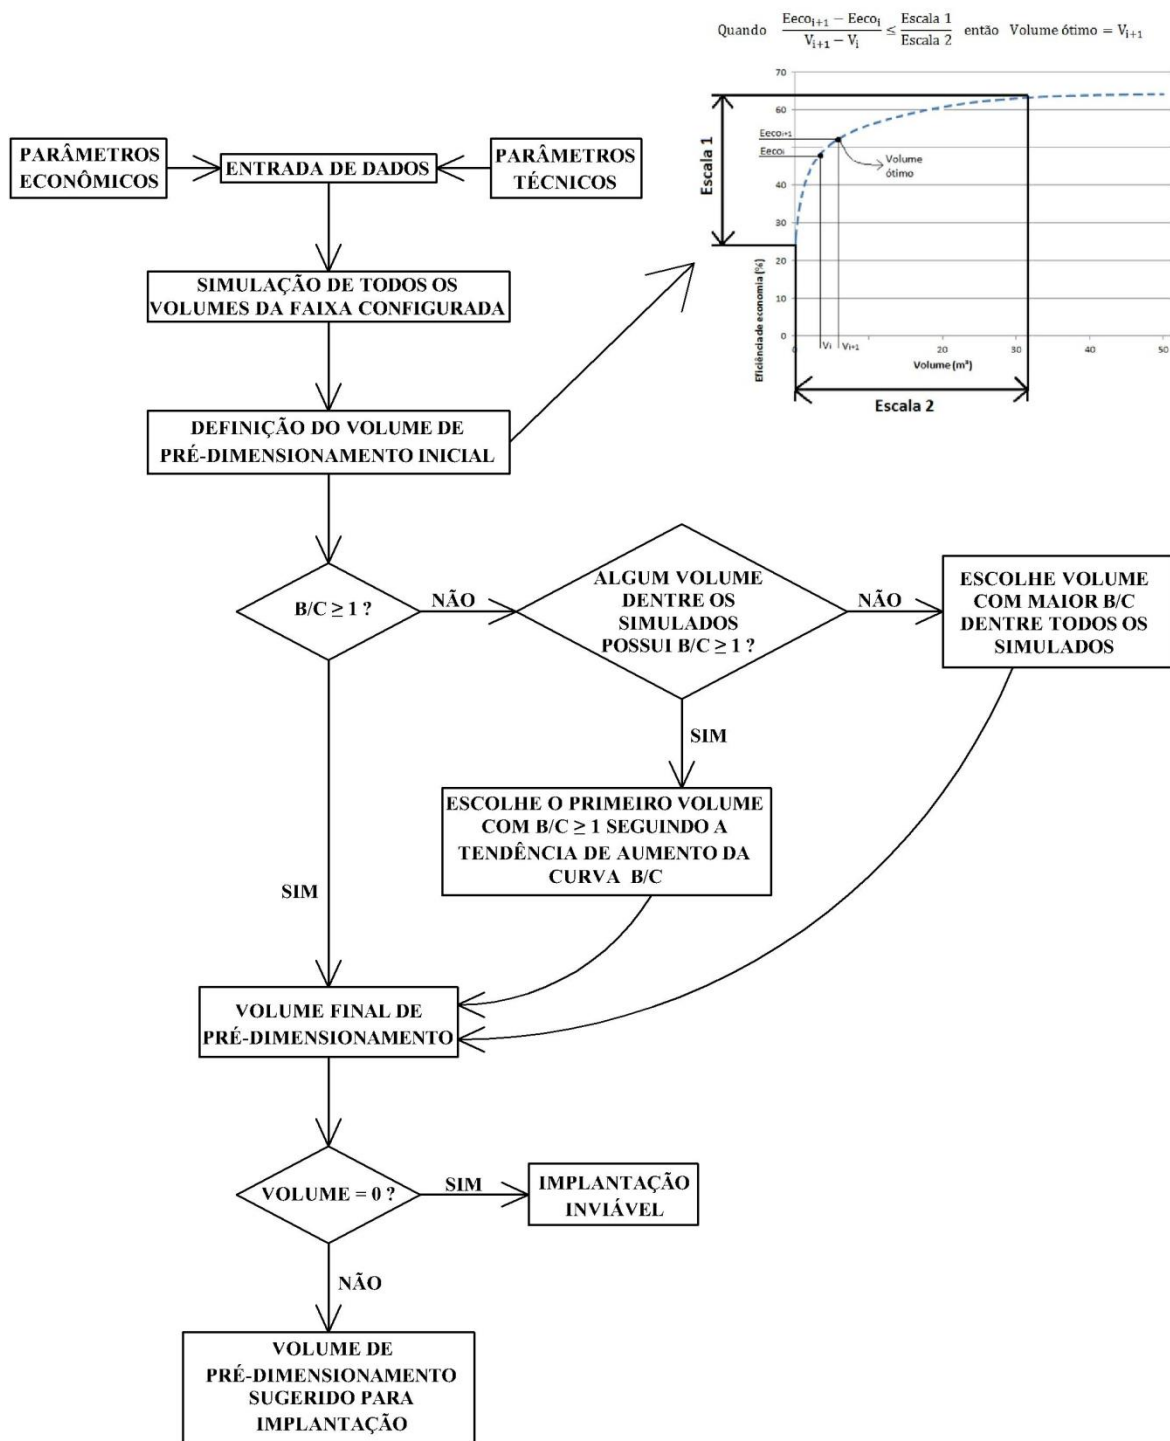 Quando (Eeco_{i+1} − Eeco_i)/(V_{i+1} − V_i) ≤ Escala 1/Escala 2 então Volume ótimo = V_{i+1}
70
60
50
40
30
20
10
0
Eeco_{i+1}
Eeco_i
Volume
ótimo
Escala 1
Eficiência de economia (%)
0
V_i
V_{i+1}
20
30
40
50
Volume (m³)
Escala 2
PARÂMETROS
ECONÔMICOS
ENTRADA DE DADOS
PARÂMETROS
TÉCNICOS
SIMULAÇÃO DE TODOS OS
VOLUMES DA FAIXA CONFIGURADA
DEFINIÇÃO DO VOLUME DE
PRÉ-DIMENSIONAMENTO INICIAL
B/C ≥ 1 ?
NÃO
ALGUM VOLUME
DENTRE OS
SIMULADOS
POSSUI B/C ≥ 1 ?
NÃO
ESCOLHE VOLUME
COM MAIOR B/C
DENTRE TODOS OS
SIMULADOS
SIM
ESCOLHE O PRIMEIRO VOLUME
COM B/C ≥ 1 SEGUINDO A
TENDÊNCIA DE AUMENTO DA
CURVA B/C
SIM
VOLUME FINAL DE
PRÉ-DIMENSIONAMENTO
VOLUME = 0 ?
SIM
IMPLANTAÇÃO
INVIÁVEL
NÃO
VOLUME DE
PRÉ-DIMENSIONAMENTO
SUGERIDO PARA
IMPLANTAÇÃO